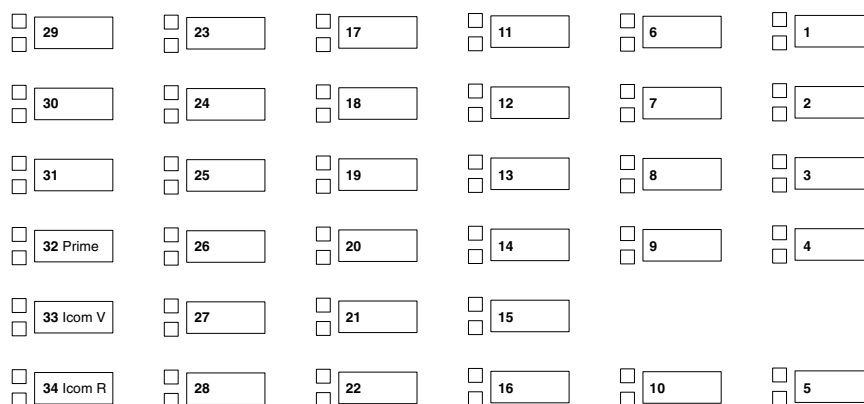 29 23 17 11 6 1
30 24 18 12 7 2
31 25 19 13 8 3
32 Prime 26 20 14 9 4
33 Icom V 27 21 15
34 Icom R 28 22 16 10 5